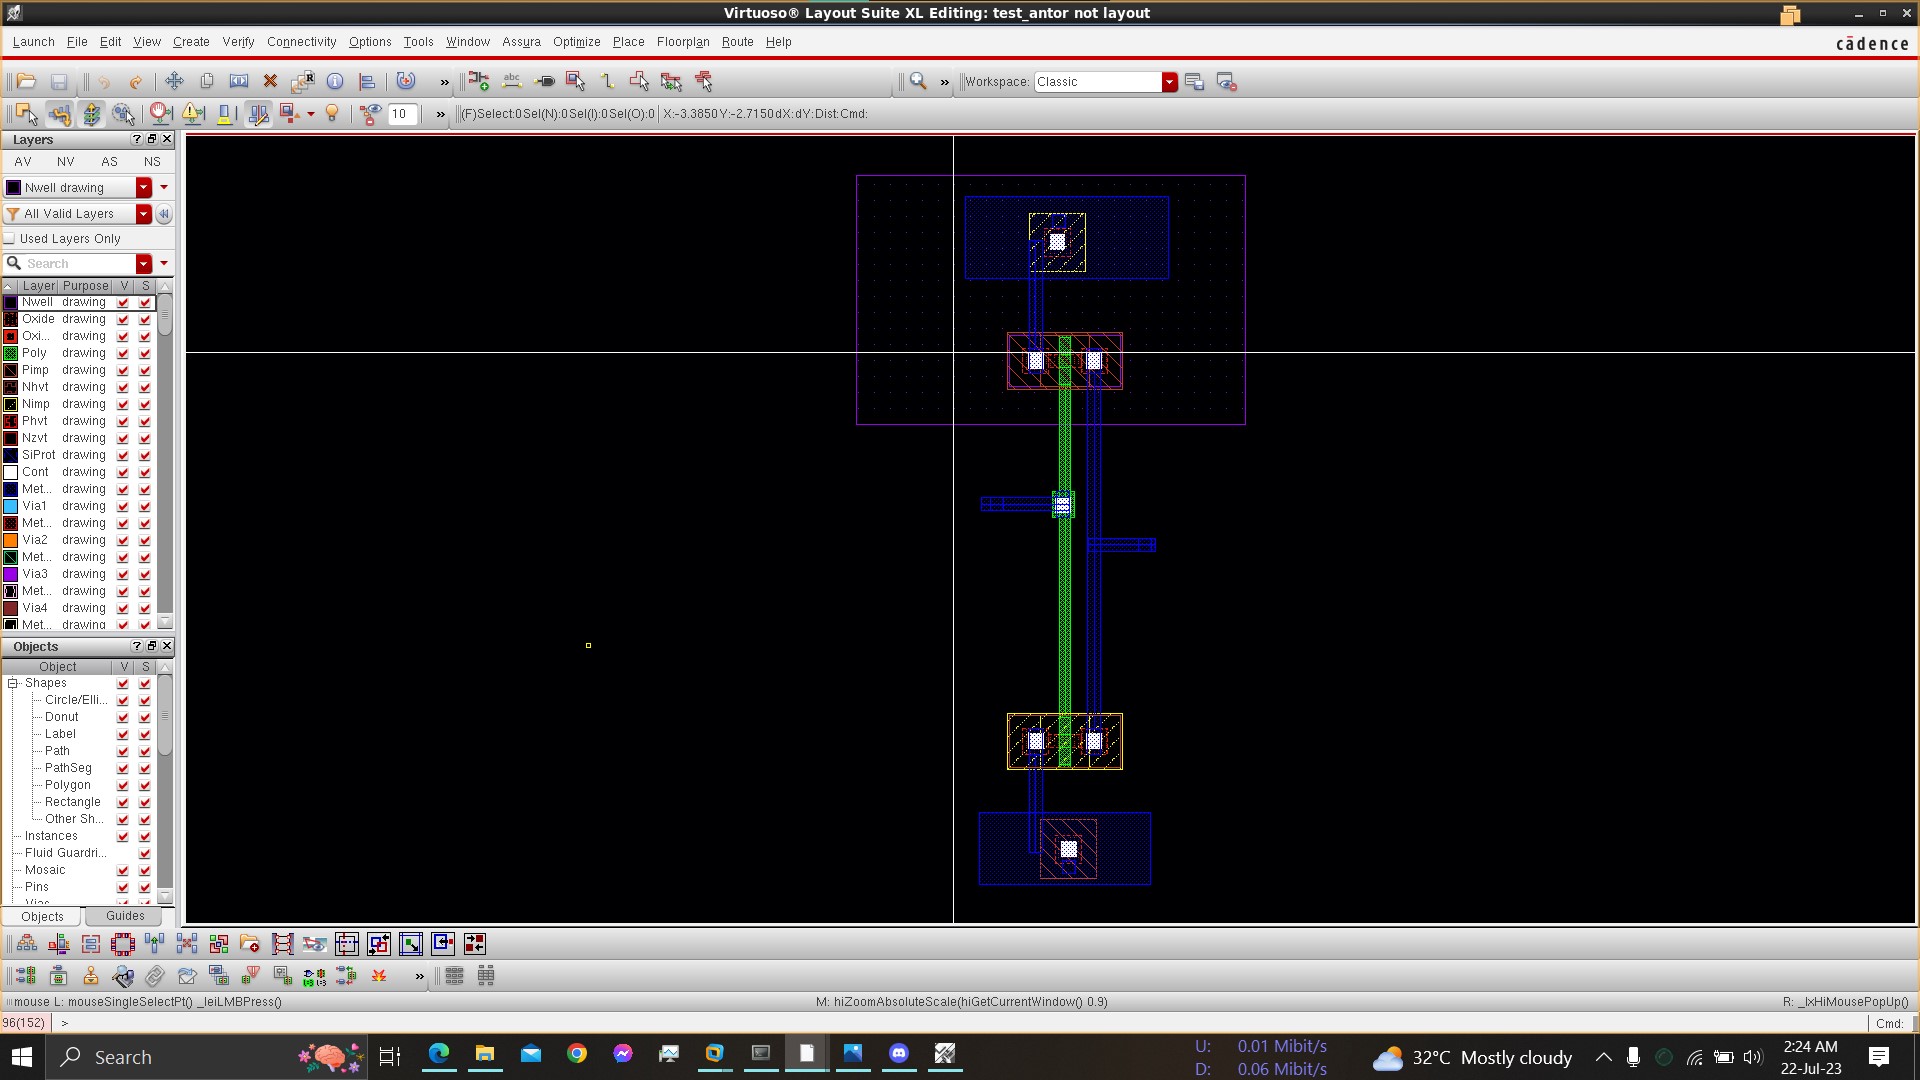 Virtuoso® Layout Suite XL Editing: test_antor not layout
Launch File Edit View Create Verify Connectivity Options Tools Window Assura Optimize Place Floorplan Route Help
cādence
abc
R
» » Workspace: Classic
10 » (F)Select:0 Sel(N):0 Sel(I):0 Sel(O):0 X:-3.3850 Y:-2.7150 dX: dY: Dist: Cmd:
Layers
AV NV AS NS
Nwell drawing
All Valid Layers
Used Layers Only
Search
Layer Purpose V S
Nwell drawing
Oxide drawing
Oxi... drawing
Poly drawing
Pimp drawing
Nhvt drawing
Nimp drawing
Phvt drawing
Nzvt drawing
SiProt drawing
Cont drawing
Met... drawing
Via1 drawing
Met... drawing
Via2 drawing
Met... drawing
Via3 drawing
Met... drawing
Via4 drawing
Met... drawing
Objects
Object V S
Shapes
Circle/Elli...
Donut
Label
Path
PathSeg
Polygon
Rectangle
Other Sh...
Instances
Fluid Guardri...
Mosaic
Pins
Vias
Objects Guides
mouse L: mouseSingleSelectPt() _leiLMBPress()
M: hiZoomAbsoluteScale(hiGetCurrentWindow() 0.9)
R: _lxHiMousePopUp()
96(152) >
Cmd:
Search
U: 0.01 Mibit/s
D: 0.06 Mibit/s
32°C Mostly cloudy
2:24 AM
22-Jul-23